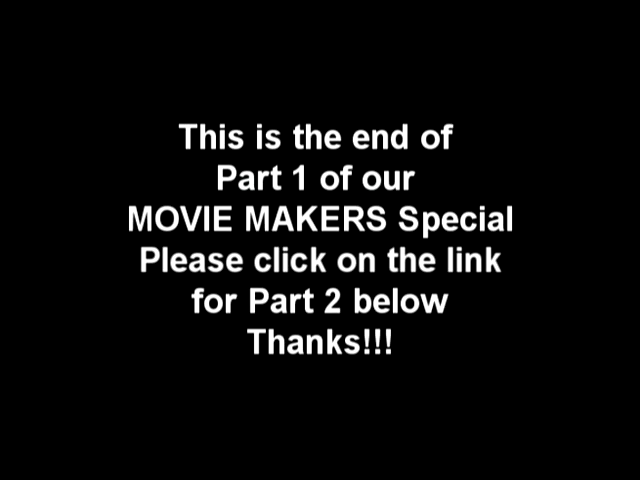 This is the end of
Part 1 of our
MOVIE MAKERS Special
Please click on the link
for Part 2 below
Thanks!!!